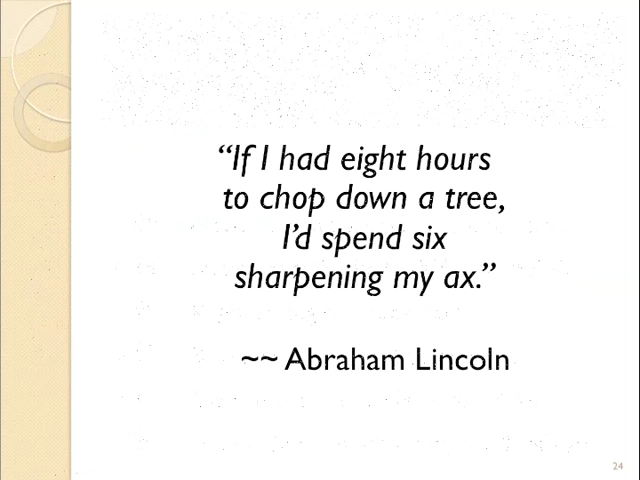 “If I had eight hours
to chop down a tree,
I’d spend six
sharpening my ax.”
~~ Abraham Lincoln
24